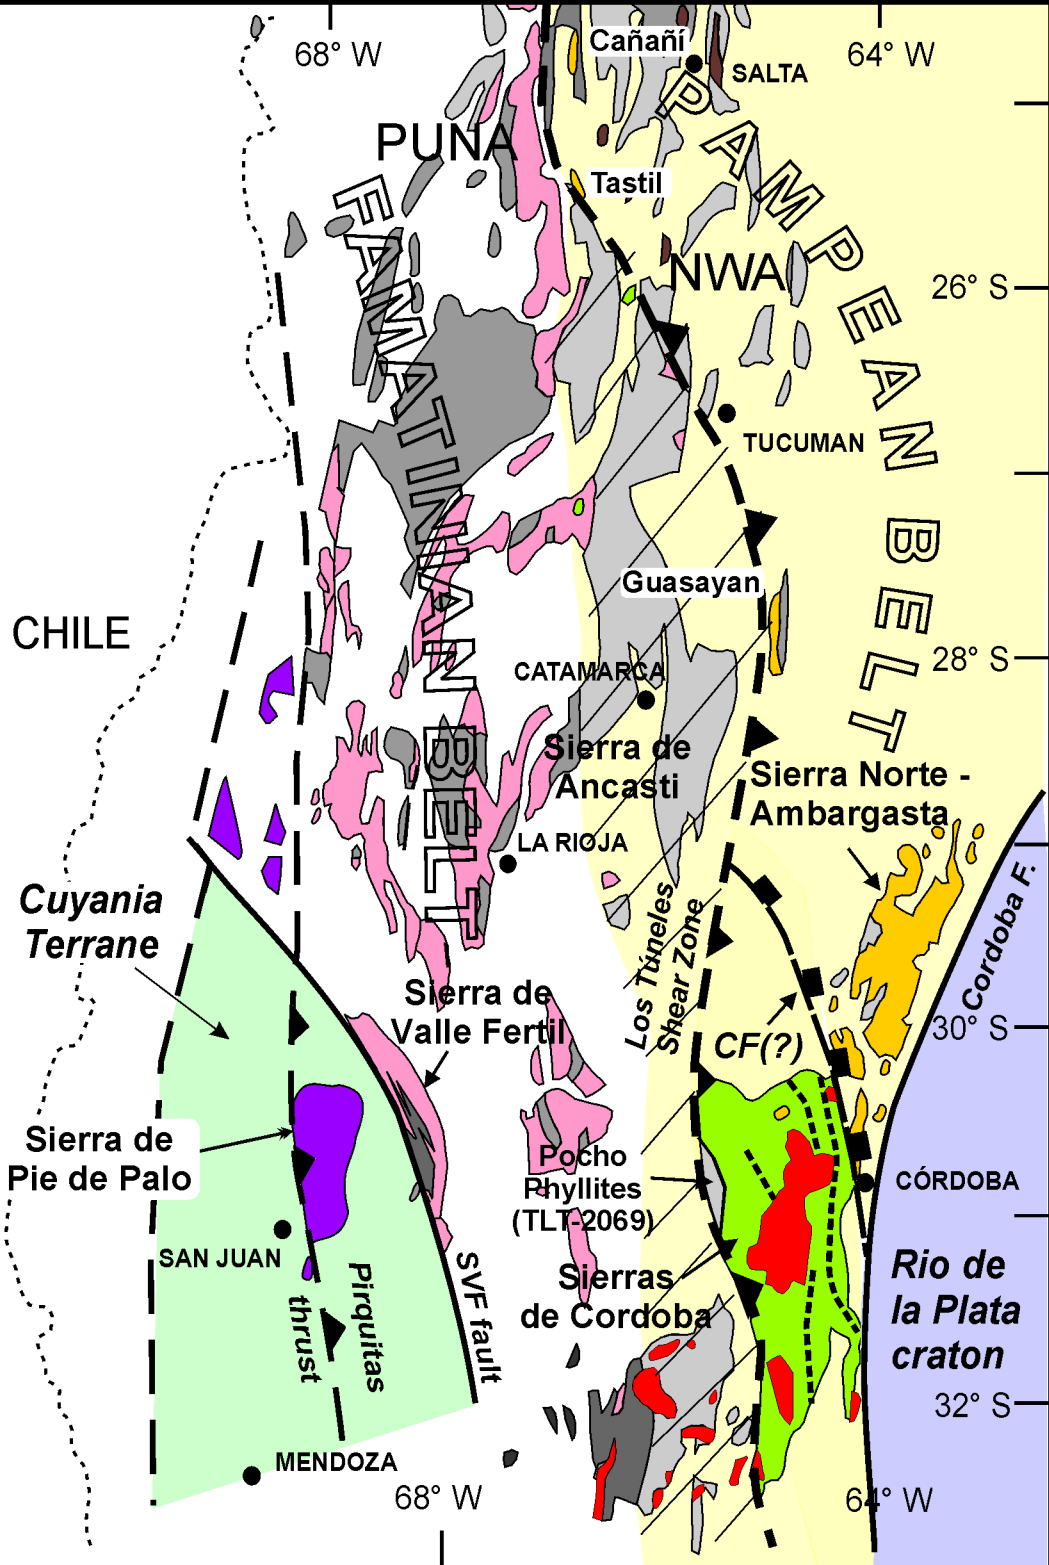 68° W
64° W
Cañañí
SALTA
PUNA
PAMPEAN BELT
Tastil
FAMATINIAN BELT
NWA
26° S
TUCUMAN
Guasayan
CHILE
28° S
CATAMARCA
Sierra de
Ancasti
Sierra Norte -
Ambargasta
LA RIOJA
Cuyania
Terrane
Cordoba F.
Los Túneles
Shear Zone
Sierra de
Valle Fertil
30° S
CF(?)
Sierra de
Pie de Palo
Pocho
Phyllites
(TLT-2069)
CÓRDOBA
SAN JUAN
Pirquitas
thrust
SVF fault
Sierras
de Cordoba
Rio de
la Plata
craton
32° S
MENDOZA
68° W
64° W